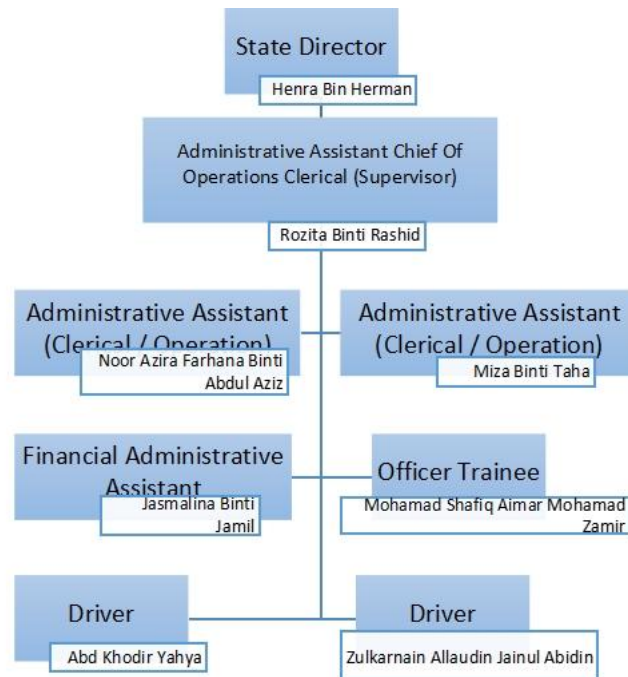 State Director
Henra Bin Herman
Administrative Assistant Chief Of
Operations Clerical (Supervisor)
Rozita Binti Rashid
Administrative Assistant
(Clerical / Operation)
Noor Azira Farhana Binti
Abdul Aziz
Administrative Assistant
(Clerical / Operation)
Miza Binti Taha
Financial Administrative
Assistant
Jasmalina Binti
Jamil
Officer Trainee
Mohamad Shafiq Aimar Mohamad
Zamir
Driver
Abd Khodir Yahya
Driver
Zulkarnain Allaudin Jainul Abidin